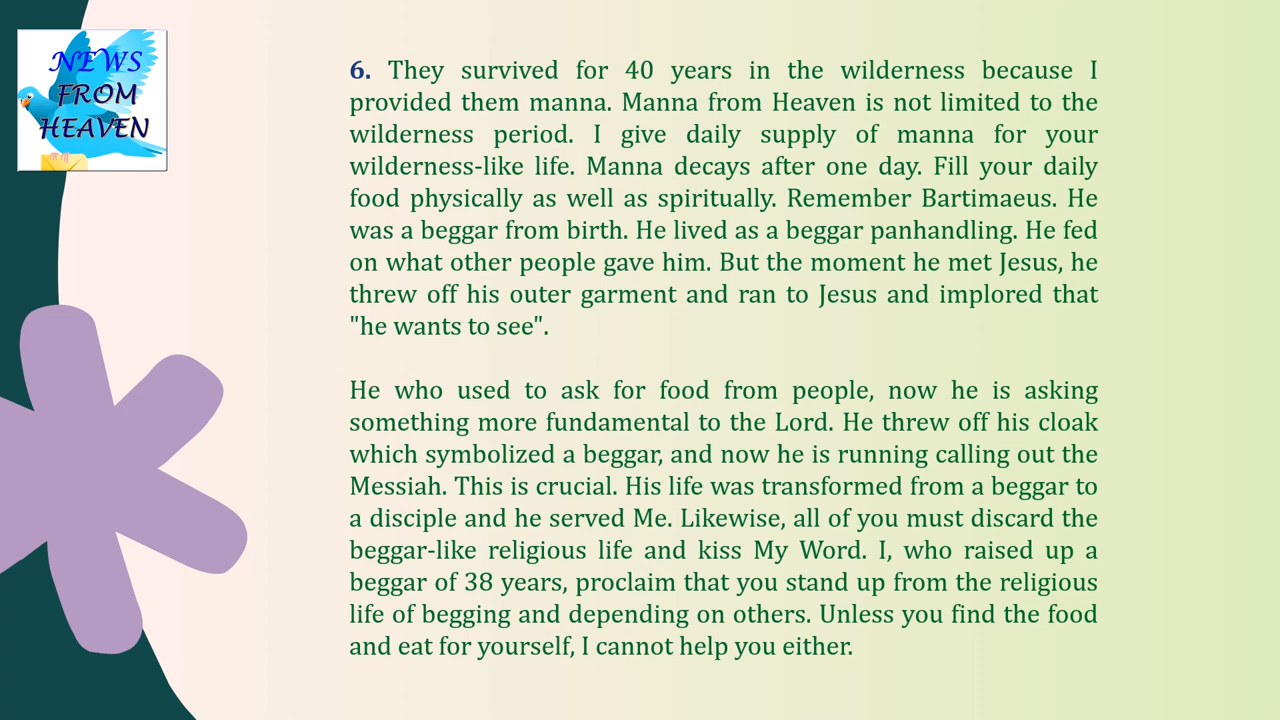 NEWS
FROM
HEAVEN
6. They survived for 40 years in the wilderness because I
provided them manna. Manna from Heaven is not limited to the
wilderness period. I give daily supply of manna for your
wilderness-like life. Manna decays after one day. Fill your daily
food physically as well as spiritually. Remember Bartimaeus. He
was a beggar from birth. He lived as a beggar panhandling. He fed
on what other people gave him. But the moment he met Jesus, he
threw off his outer garment and ran to Jesus and implored that
"he wants to see".
He who used to ask for food from people, now he is asking
something more fundamental to the Lord. He threw off his cloak
which symbolized a beggar, and now he is running calling out the
Messiah. This is crucial. His life was transformed from a beggar to
a disciple and he served Me. Likewise, all of you must discard the
beggar-like religious life and kiss My Word. I, who raised up a
beggar of 38 years, proclaim that you stand up from the religious
life of begging and depending on others. Unless you find the food
and eat for yourself, I cannot help you either.